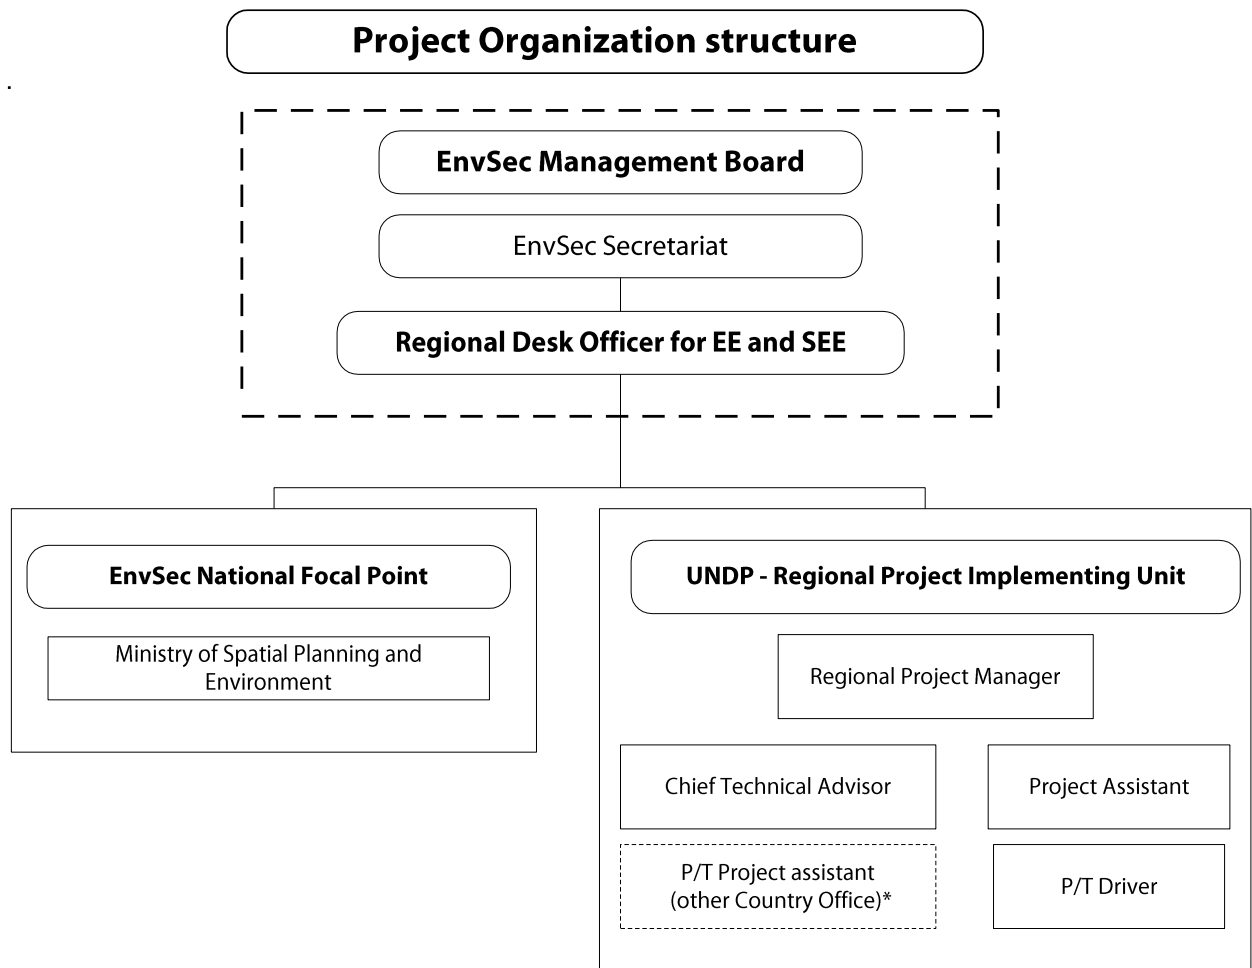 Project Organization structure
.
EnvSec Management Board
EnvSec Secretariat
Regional Desk Officer for EE and SEE
EnvSec National Focal Point
Ministry of Spatial Planning and
Environment
UNDP - Regional Project Implementing Unit
Regional Project Manager
Chief Technical Advisor
Project Assistant
P/T Project assistant
(other Country Office)*
P/T Driver